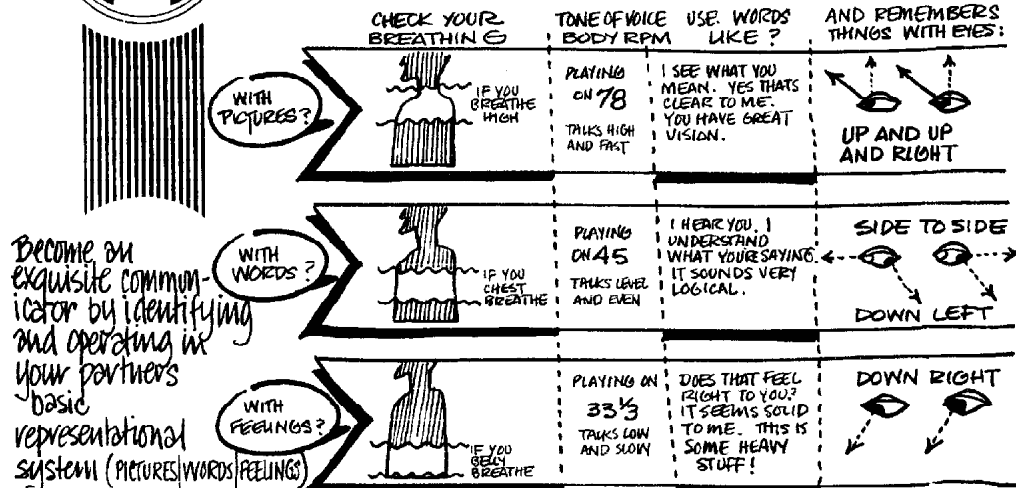 CHECK YOUR
BREATHING
TONE OF VOICE
BODY RPM
USE WORDS
LIKE?
AND REMEMBERS
THINGS WITH EYES:
WITH
PICTURES?
IF YOU
BREATHE
HIGH
PLAYING
ON 78
TALKS HIGH
AND FAST
I SEE WHAT YOU
MEAN. YES THATS
CLEAR TO ME.
YOU HAVE GREAT
VISION.
UP AND UP
AND RIGHT
Become an
exquisite commun-
icator by identifying
and operating in
your partners
basic
representational
system (PICTURES|WORDS|FEELINGS)
WITH
WORDS?
IF YOU
CHEST
BREATHE
PLAYING
ON 45
TALKS LEVEL
AND EVEN
I HEAR YOU. I
UNDERSTAND
WHAT YOU'RE SAYING.
IT SOUNDS VERY
LOGICAL.
SIDE TO SIDE
DOWN LEFT
WITH
FEELINGS?
IF YOU
BELLY
BREATHE
PLAYING ON
33 1/3
TALKS LOW
AND SLOW
DOES THAT FEEL
RIGHT TO YOU?
IT SEEMS SOLID
TO ME. THIS IS
SOME HEAVY
STUFF!
DOWN RIGHT